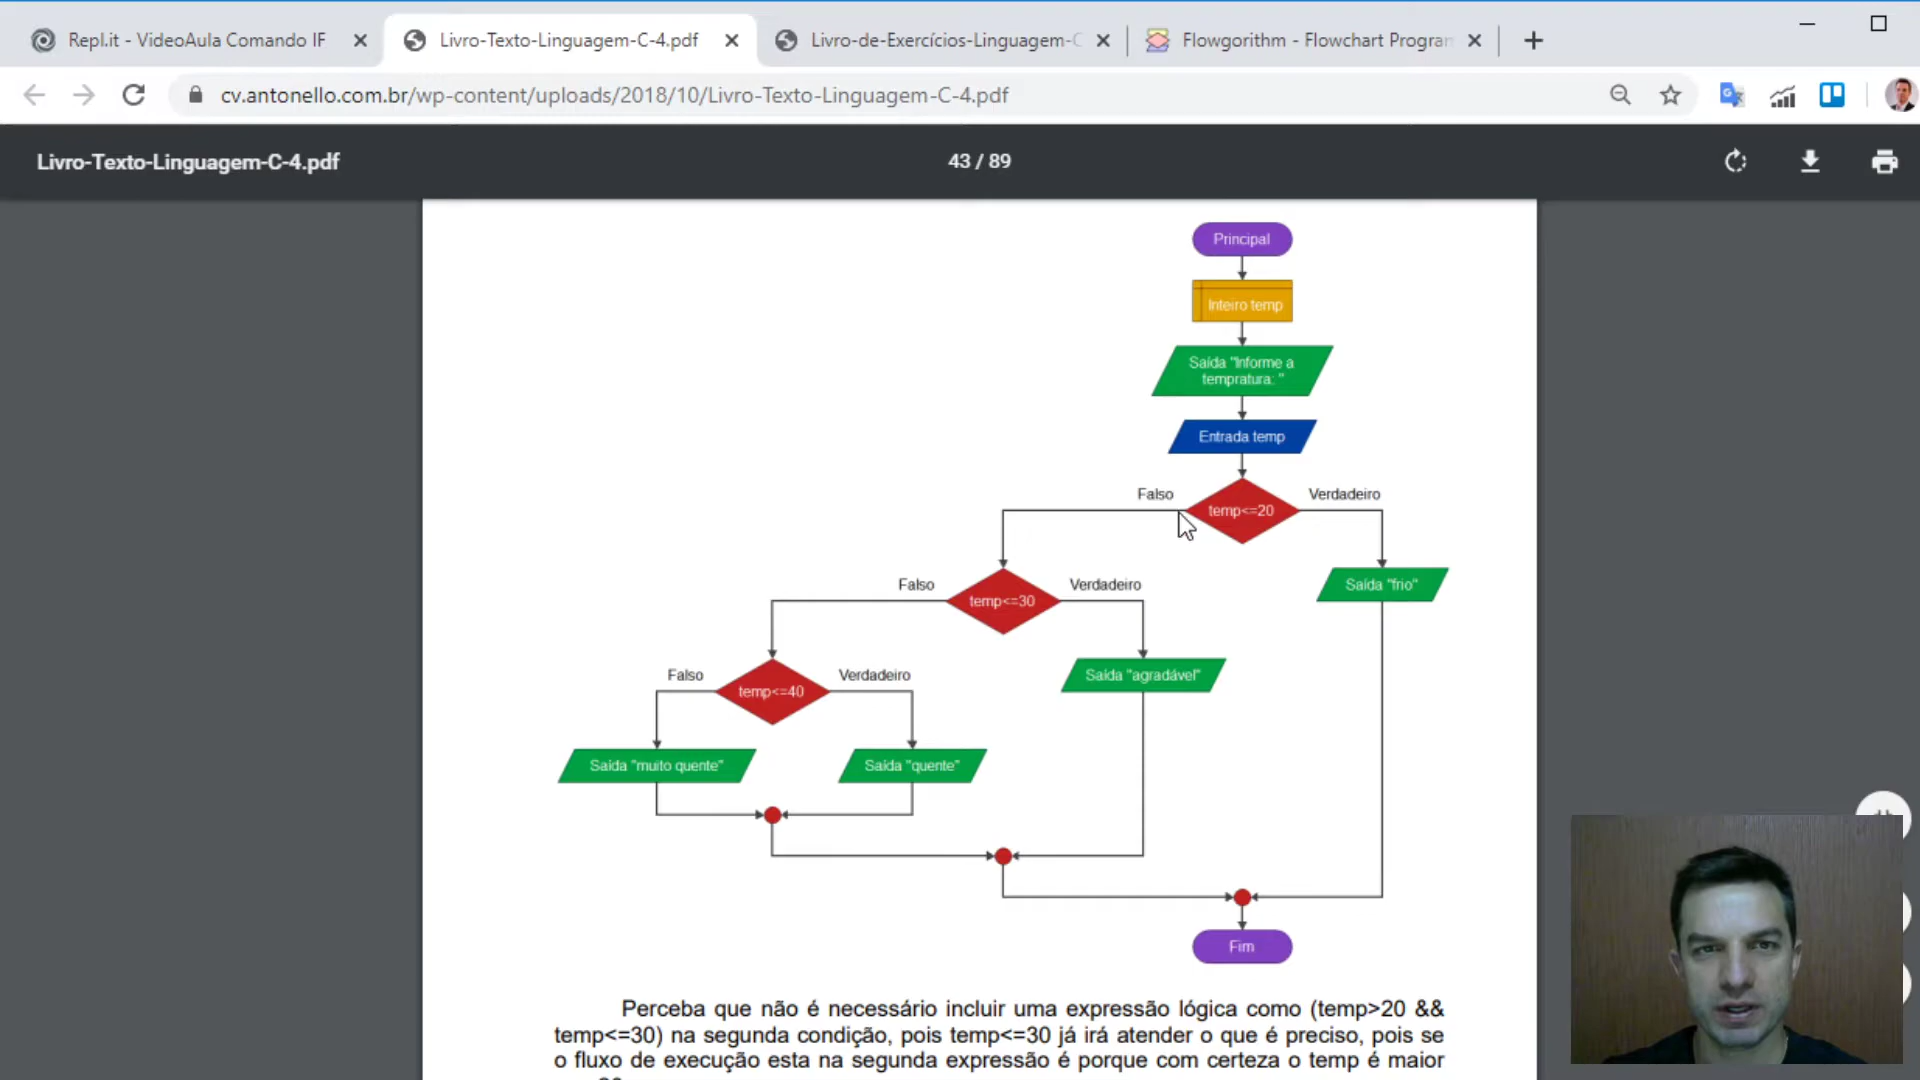 Repl.it - VideoAula Comando IF
Livro-Texto-Linguagem-C-4.pdf
Livro-de-Exercícios-Linguagem-C
Flowgorithm - Flowchart Program
cv.antonello.com.br/wp-content/uploads/2018/10/Livro-Texto-Linguagem-C-4.pdf
Livro-Texto-Linguagem-C-4.pdf
43 / 89
Principal
Inteiro temp
Saída "Informe a
tempratura: "
Entrada temp
Falso
temp<=20
Verdadeiro
Falso
temp<=30
Verdadeiro
Saída "frio"
Falso
temp<=40
Verdadeiro
Saída "agradável"
Saída "muito quente"
Saída "quente"
Fim
Perceba que não é necessário incluir uma expressão lógica como (temp>20 &&
temp<=30) na segunda condição, pois temp<=30 já irá atender o que é preciso, pois se
o fluxo de execução esta na segunda expressão é porque com certeza o temp é maior